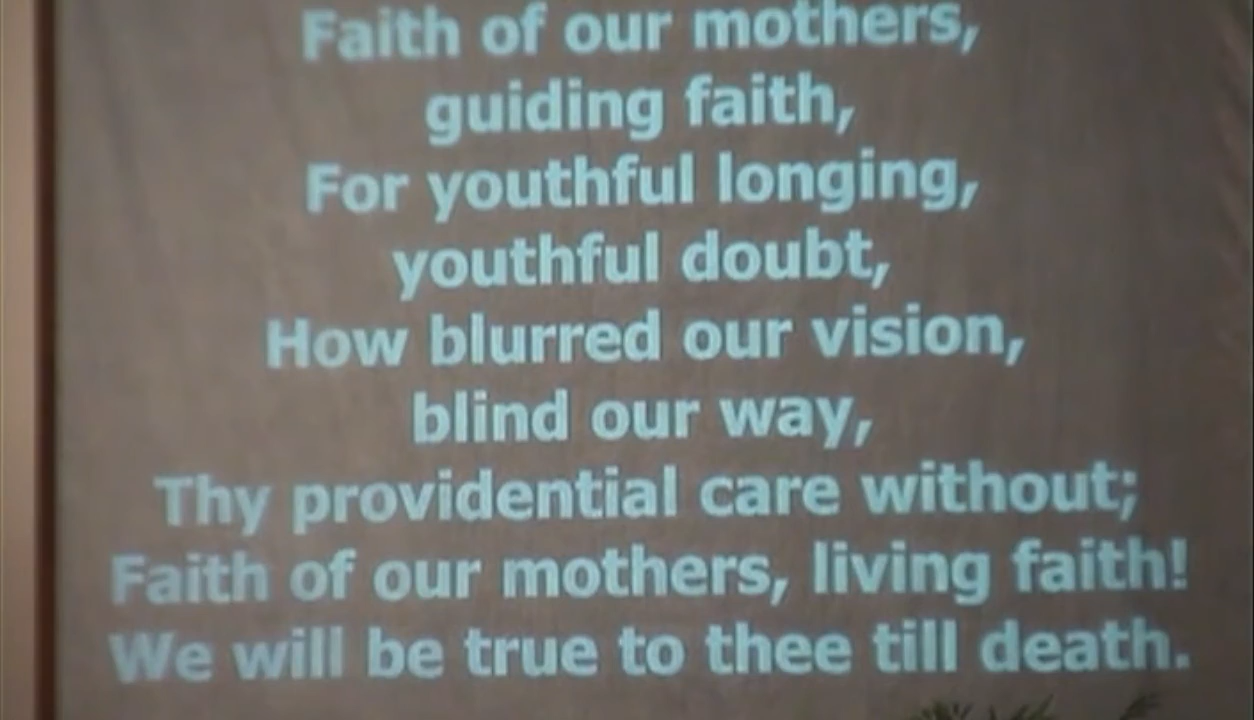 Faith of our mothers,
guiding faith,
For youthful longing,
youthful doubt,
How blurred our vision,
blind our way,
Thy providential care without;
Faith of our mothers, living faith!
We will be true to thee till death.